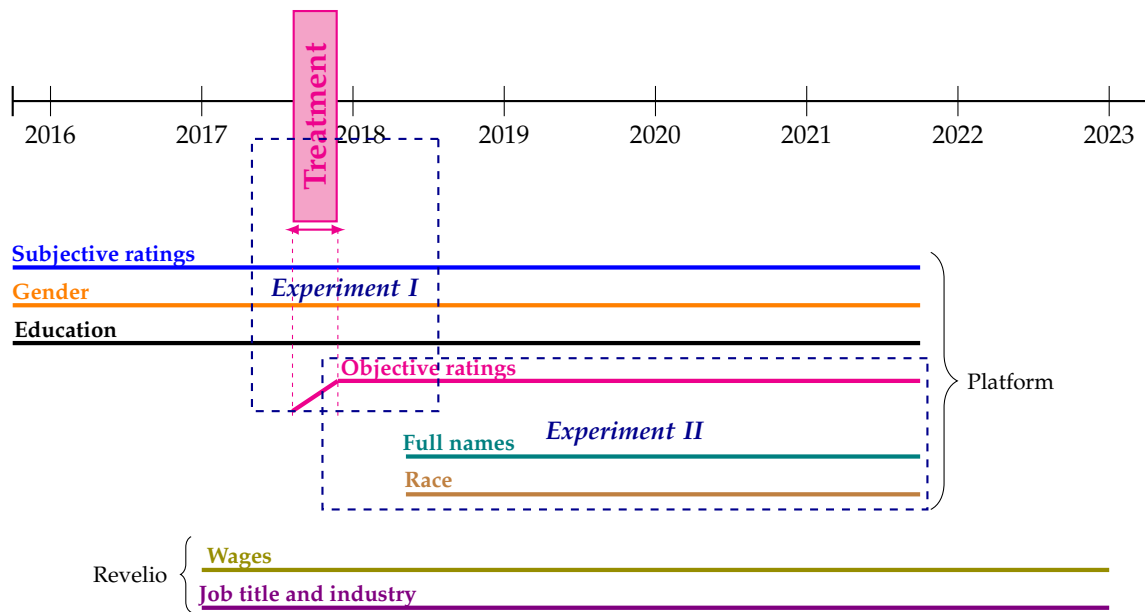 Treatment
2016 2017 2018 2019 2020 2021 2022 2023
Subjective ratings
Experiment I
Gender
Education
Objective ratings
Platform
Experiment II
Full names
Race
Wages
Revelio
Job title and industry